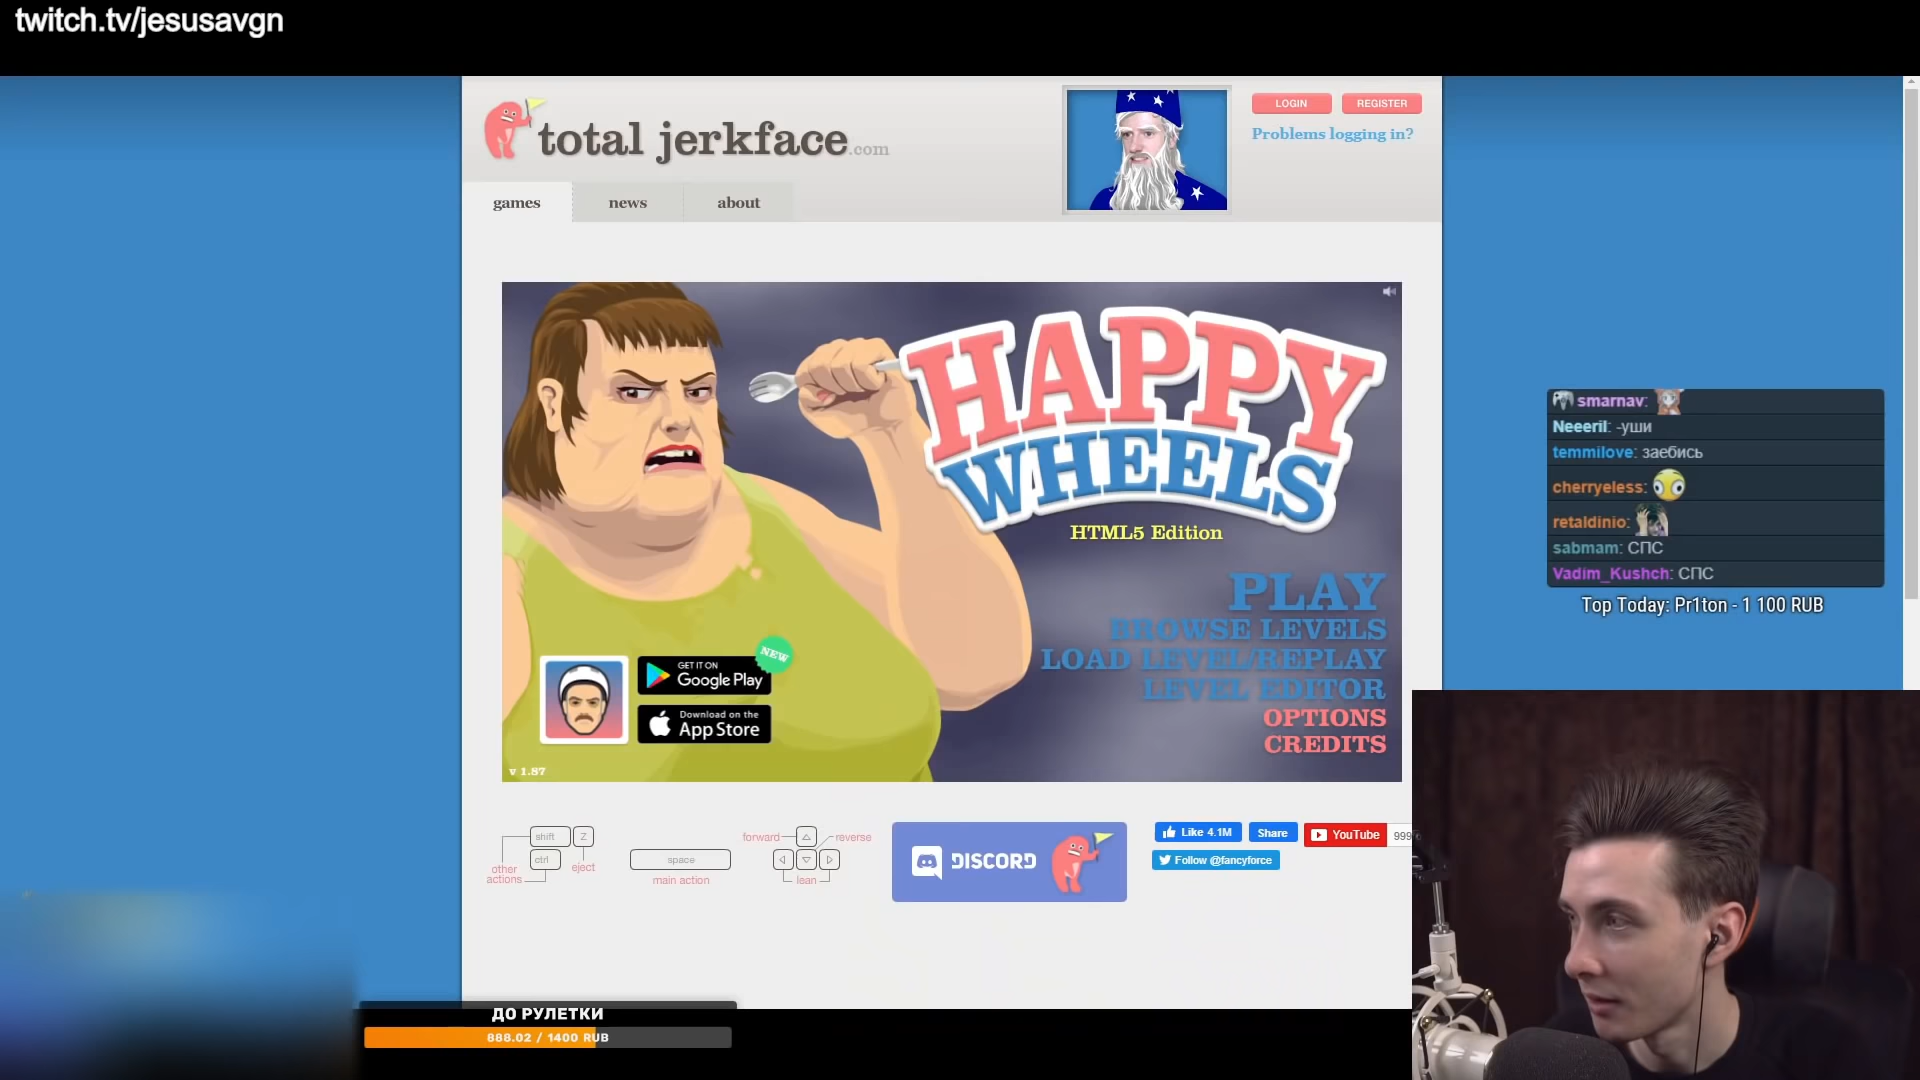 twitch.tv/jesusavgn
total jerkface.com
LOGIN
REGISTER
Problems logging in?
games
news
about
HAPPY
WHEELS
HTML5 Edition
PLAY
BROWSE LEVELS
LOAD LEVEL/REPLAY
LEVEL EDITOR
OPTIONS
CREDITS
NEW
GET IT ON
Google Play
Download on the
App Store
v 1.87
smarnav:
Neeeril: -уши
temmilove: заебись
cherryeless:
retaldinio:
sabmam: СПС
Vadim_Kushch: СПС
Top Today: Pr1ton - 1 100 RUB
shift
Z
ctrl
other
actions
eject
space
main action
forward
reverse
lean
DISCORD
Like 4.1M
Share
YouTube
999
Follow @fancyforce
ДО РУЛЕТКИ
888.02 / 1400 RUB